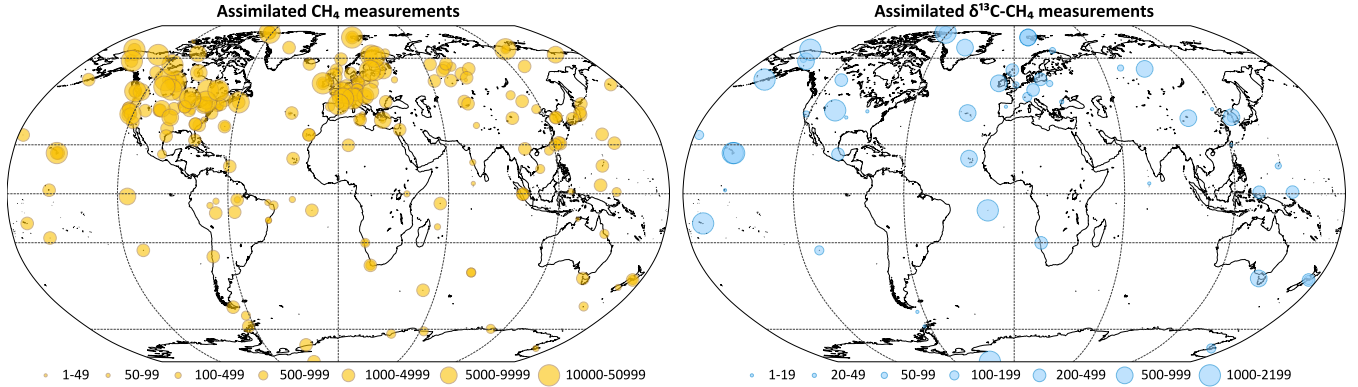 Assimilated CH₄ measurements
Assimilated δ¹³C-CH₄ measurements
1-49 50-99 100-499 500-999 1000-4999 5000-9999 10000-50999
1-19 20-49 50-99 100-199 200-499 500-999 1000-2199